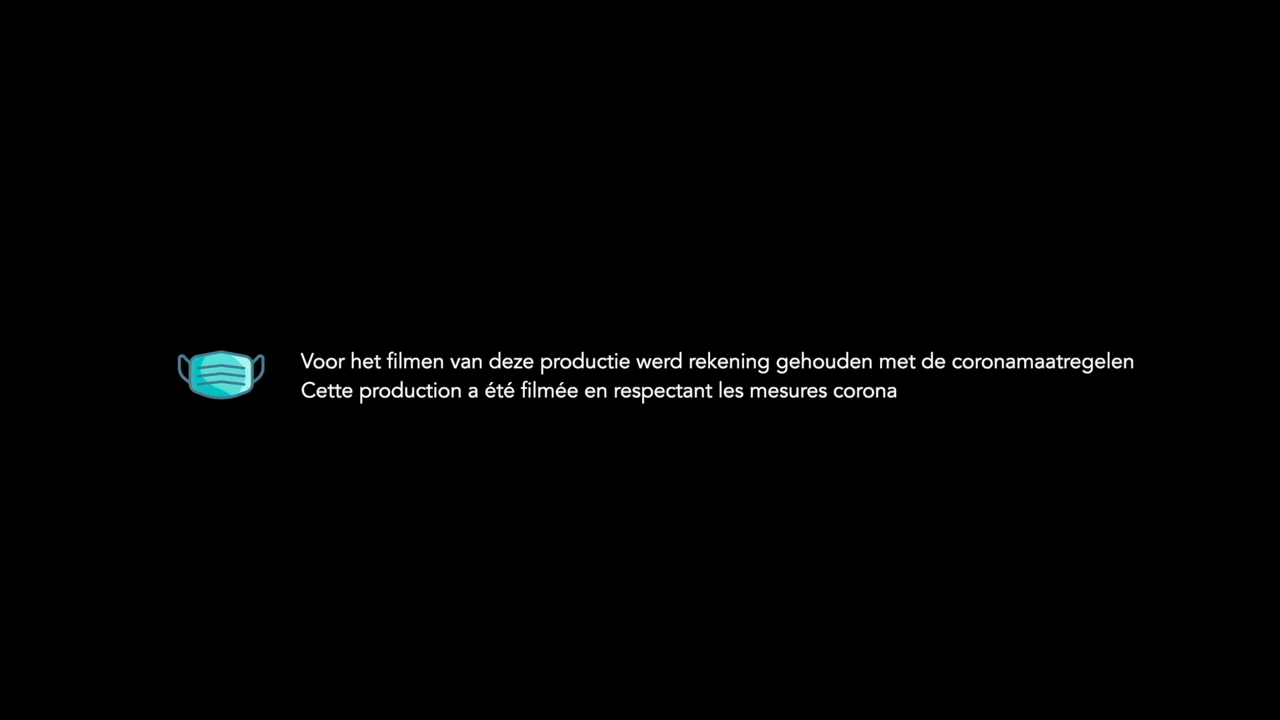 Voor het filmen van deze productie werd rekening gehouden met de coronamaatregelen
Cette production a été filmée en respectant les mesures corona